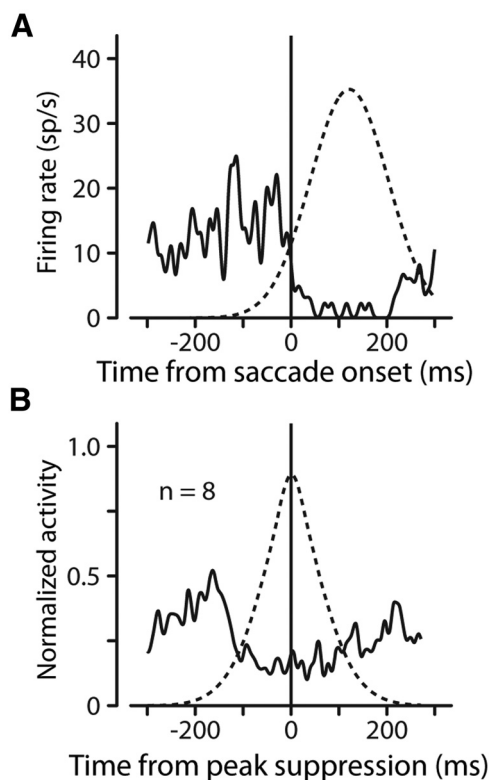 A
Firing rate (sp/s)
40
30
20
10
0
-200
0
200
Time from saccade onset (ms)
B
Normalized activity
1.0
n = 8
0.5
0
-200
0
200
Time from peak suppression (ms)